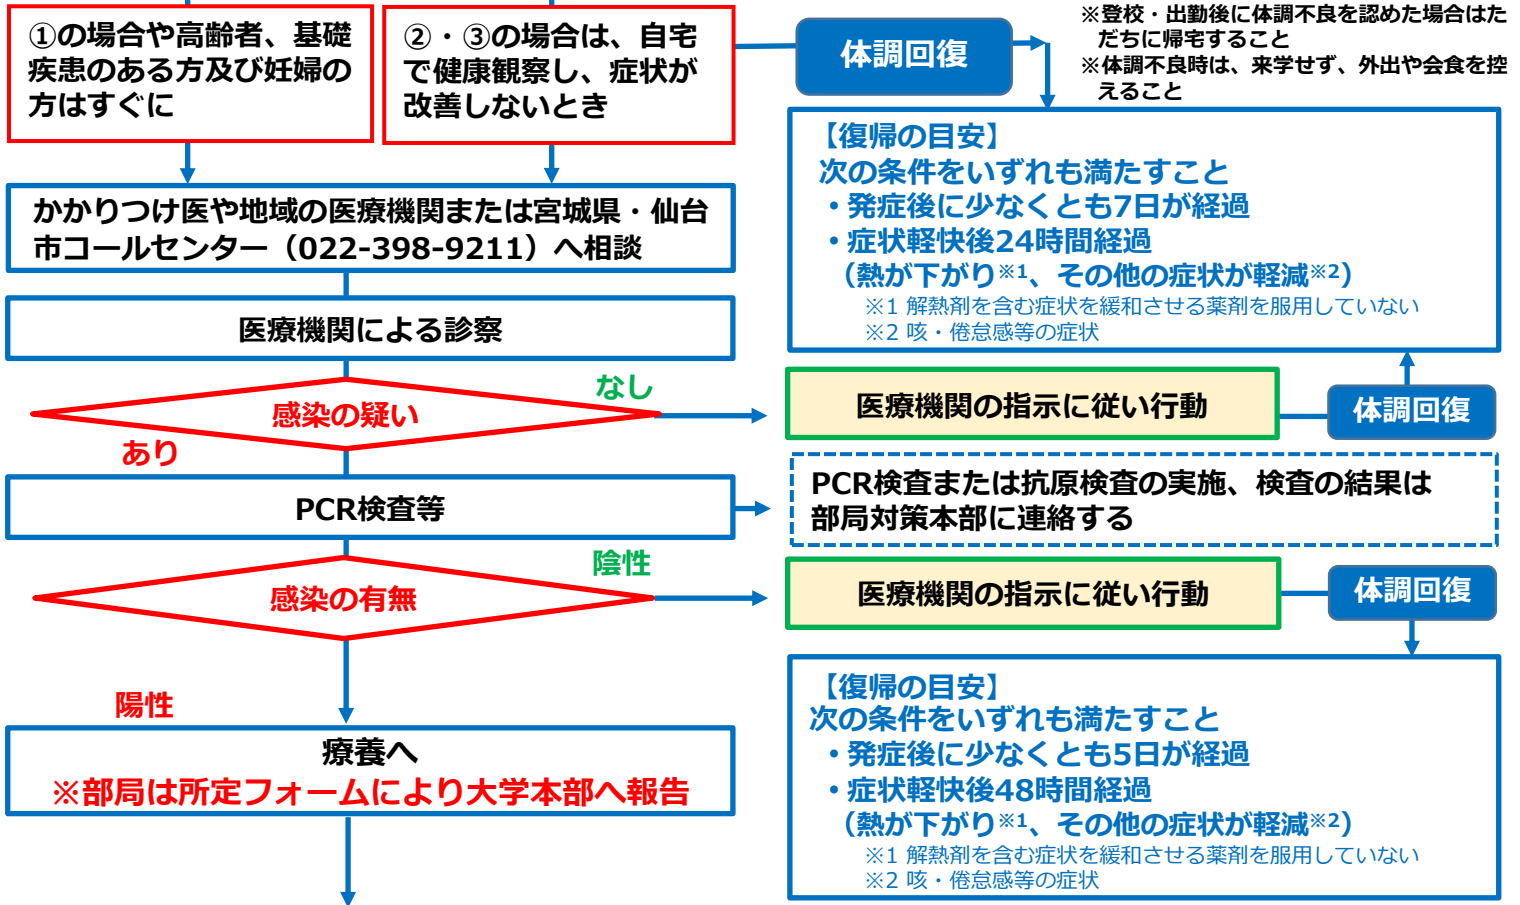 ①の場合や高齢者、基礎
疾患のある方及び妊婦の
方はすぐに
②・③の場合は、自宅
で健康観察し、症状が
改善しないとき
体調回復
※登校・出勤後に体調不良を認めた場合はた
だちに帰宅すること
※体調不良時は、来学せず、外出や会食を控
えること
【復帰の目安】
次の条件をいずれも満たすこと
・発症後に少なくとも7日が経過
・症状軽快後24時間経過
（熱が下がり※1、その他の症状が軽減※2）
※1 解熱剤を含む症状を緩和させる薬剤を服用していない
※2 咳・倦怠感等の症状
かかりつけ医や地域の医療機関または宮城県・仙台
市コールセンター（022-398-9211）へ相談
医療機関による診察
感染の疑い
なし
あり
医療機関の指示に従い行動
体調回復
PCR検査等
PCR検査または抗原検査の実施、検査の結果は
部局対策本部に連絡する
感染の有無
陰性
陽性
医療機関の指示に従い行動
体調回復
療養へ
※部局は所定フォームにより大学本部へ報告
【復帰の目安】
次の条件をいずれも満たすこと
・発症後に少なくとも5日が経過
・症状軽快後48時間経過
（熱が下がり※1、その他の症状が軽減※2）
※1 解熱剤を含む症状を緩和させる薬剤を服用していない
※2 咳・倦怠感等の症状